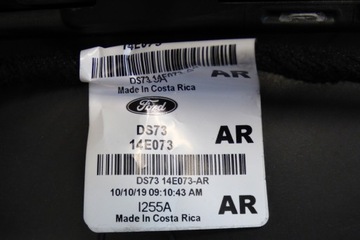 14E073
DS73 14E073-AR
AR
Made In Costa Rica
Ford
DS73
14E073
AR
DS73 14E073-AR
10/10/19 09:10:43 AM
I255A
AR
Made In Costa Rica